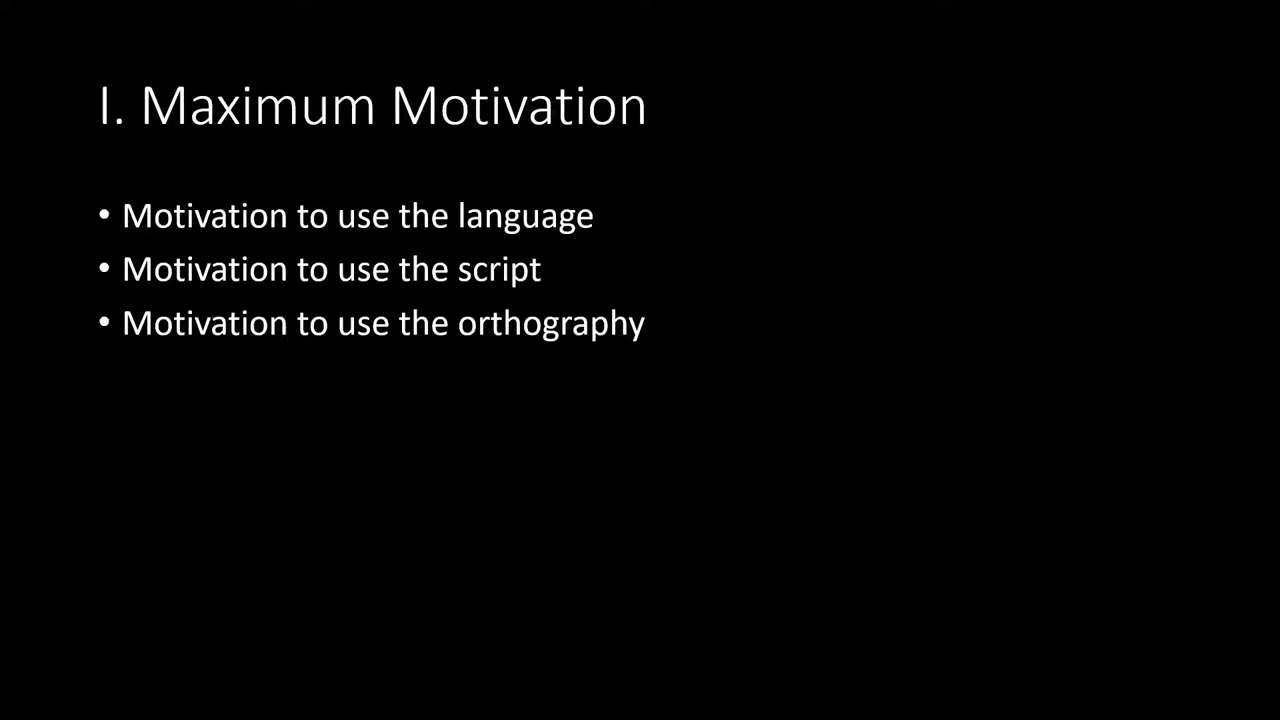 I. Maximum Motivation
• Motivation to use the language
• Motivation to use the script
• Motivation to use the orthography